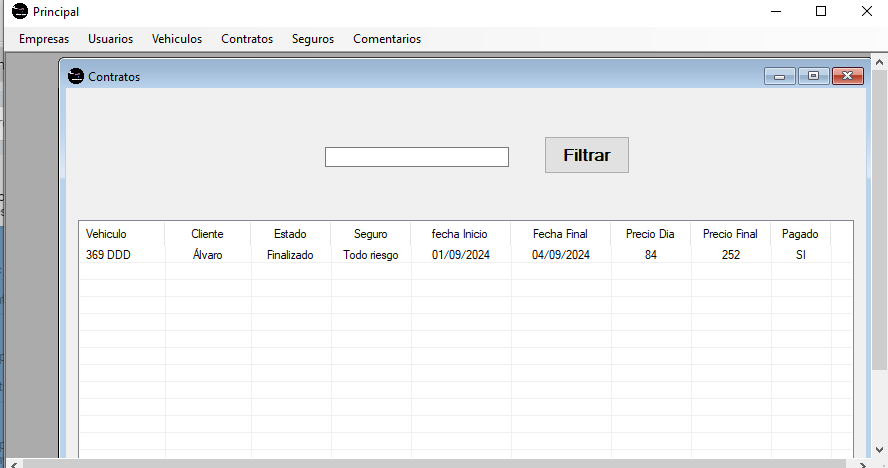 Principal
Empresas Usuarios Vehiculos Contratos Seguros Comentarios
Contratos
Filtrar
Vehiculo Cliente Estado Seguro fecha Inicio Fecha Final Precio Dia Precio Final Pagado
369 DDD Álvaro Finalizado Todo riesgo 01/09/2024 04/09/2024 84 252 SI